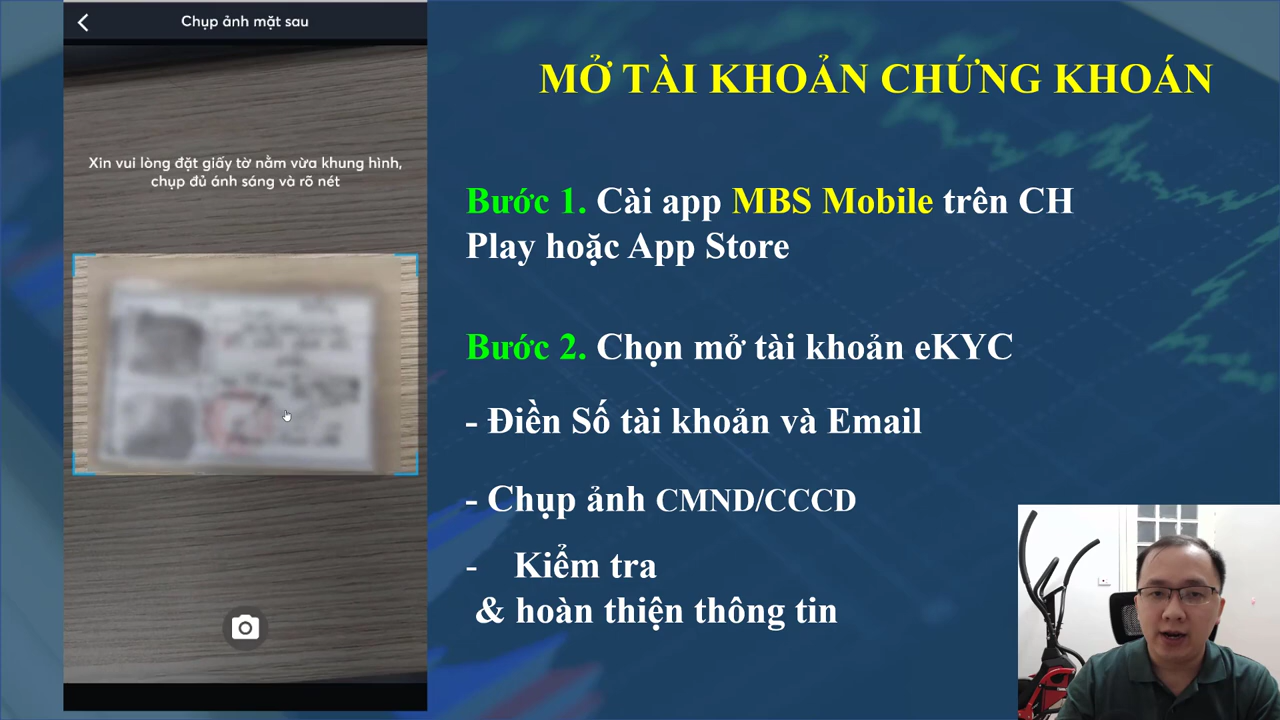 Chụp ảnh mặt sau
Xin vui lòng đặt giấy tờ nằm vừa khung hình,
chụp đủ ánh sáng và rõ nét
MỞ TÀI KHOẢN CHỨNG KHOÁN
Bước 1. Cài app MBS Mobile trên CH
Play hoặc App Store
Bước 2. Chọn mở tài khoản eKYC
- Điền Số tài khoản và Email
- Chụp ảnh CMND/CCCD
- Kiểm tra
& hoàn thiện thông tin